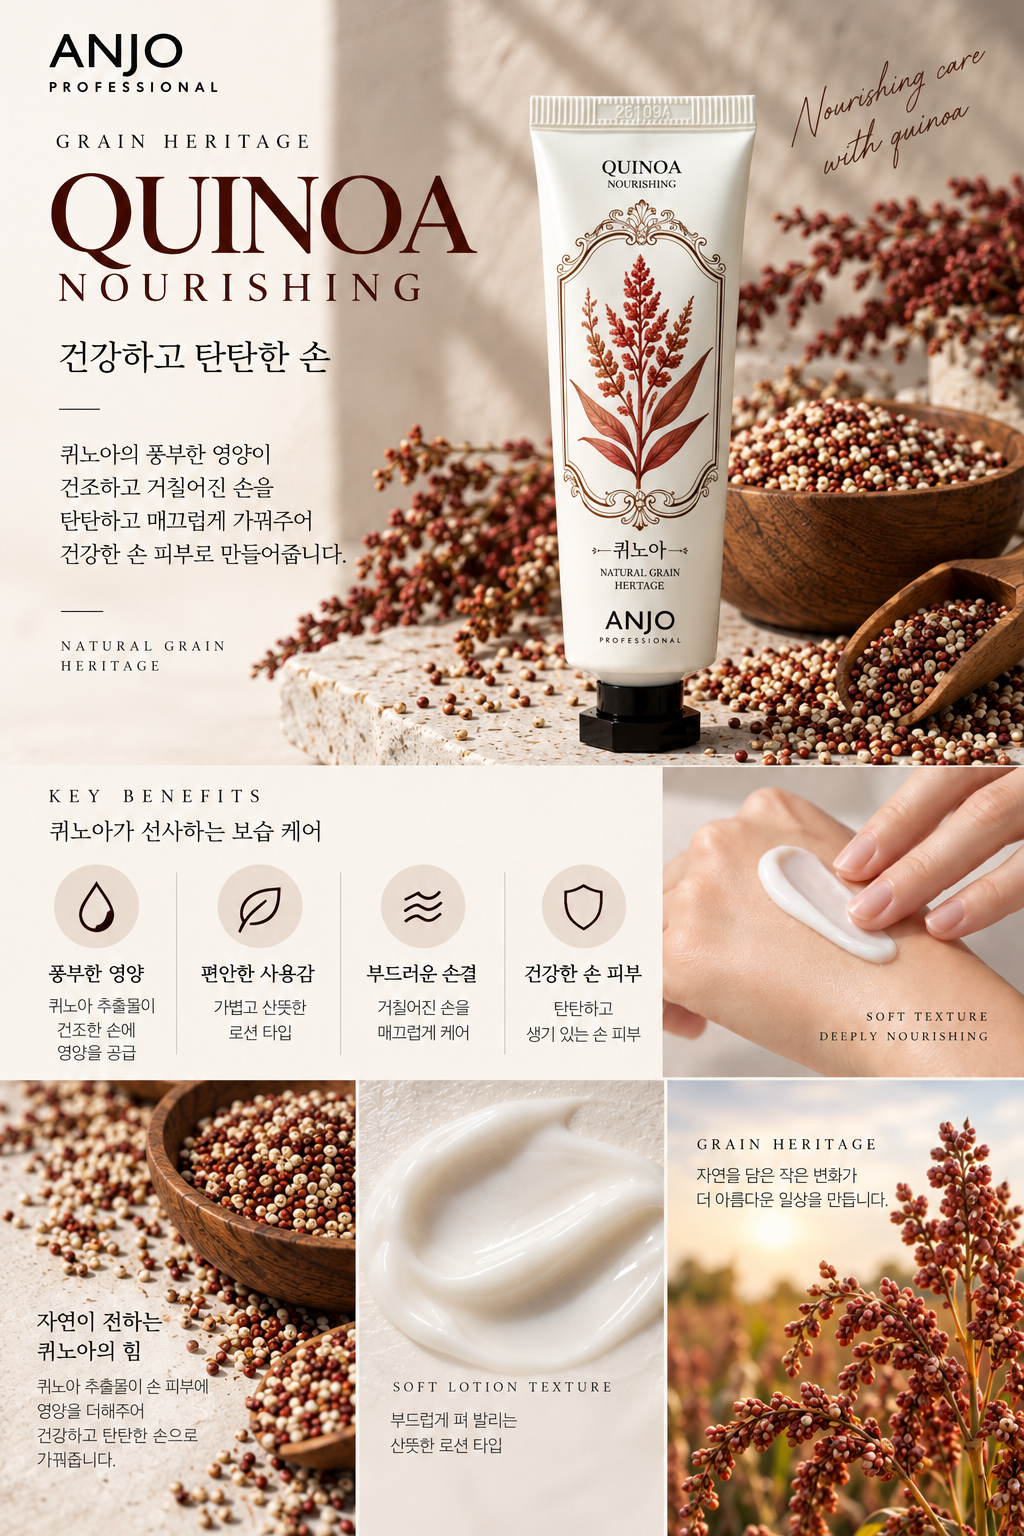 ANJO
PROFESSIONAL
GRAIN HERITAGE
QUINOA
NOURISHING
건강하고 탄탄한 손
퀴노아의 풍부한 영양이
건조하고 거칠어진 손을
탄탄하고 매끄럽게 가꿔주어
건강한 손 피부로 만들어줍니다.
NATURAL GRAIN
HERITAGE
Nourishing care
with quinoa
26109A
QUINOA
NOURISHING
퀴노아
NATURAL GRAIN
HERTAGE
ANJO
PROFESSIONAL
KEY BENEFITS
퀴노아가 선사하는 보습 케어
풍부한 영양
퀴노아 추출물이
건조한 손에
영양을 공급
편안한 사용감
가볍고 산뜻한
로션 타입
부드러운 손결
거칠어진 손을
매끄럽게 케어
건강한 손 피부
탄탄하고
생기 있는 손 피부
SOFT TEXTURE
DEEPLY NOURISHING
자연이 전하는
퀴노아의 힘
퀴노아 추출물이 손 피부에
영양을 더해주어
건강하고 탄탄한 손으로
가꿔줍니다.
SOFT LOTION TEXTURE
부드럽게 펴 발리는
산뜻한 로션 타입
GRAIN HERITAGE
자연을 담은 작은 변화가
더 아름다운 일상을 만듭니다.